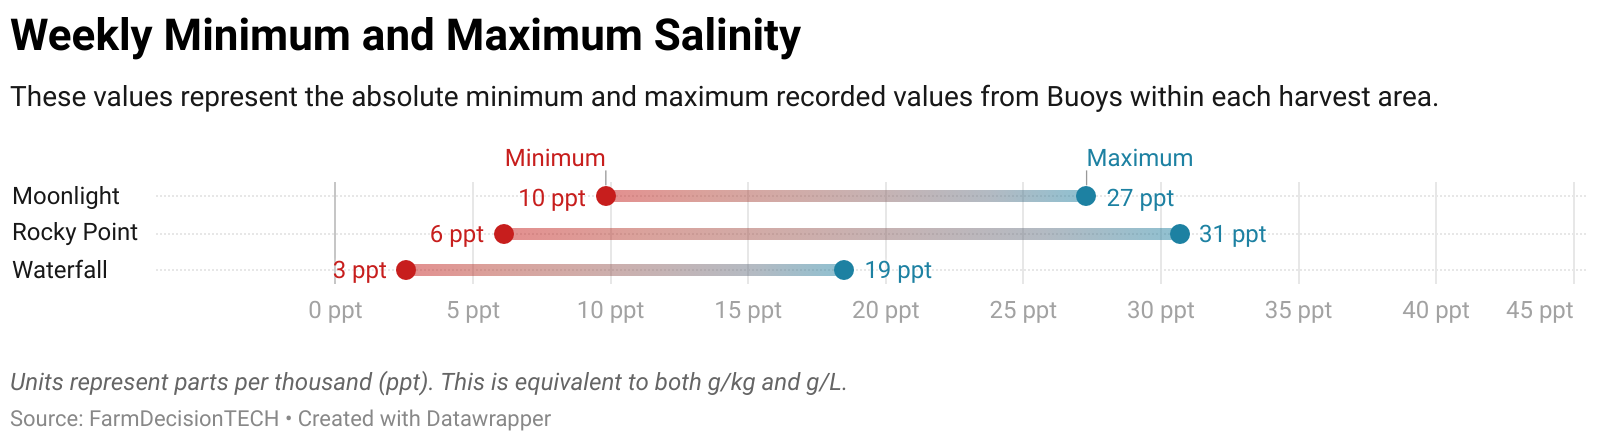 Weekly Minimum and Maximum Salinity
These values represent the absolute minimum and maximum recorded values from Buoys within each harvest area.
Minimum Maximum
Moonlight 10 ppt 27 ppt
Rocky Point 6 ppt 31 ppt
Waterfall 3 ppt 19 ppt
0 ppt 5 ppt 10 ppt 15 ppt 20 ppt 25 ppt 30 ppt 35 ppt 40 ppt 45 ppt
Units represent parts per thousand (ppt). This is equivalent to both g/kg and g/L.
Source: FarmDecisionTECH • Created with Datawrapper